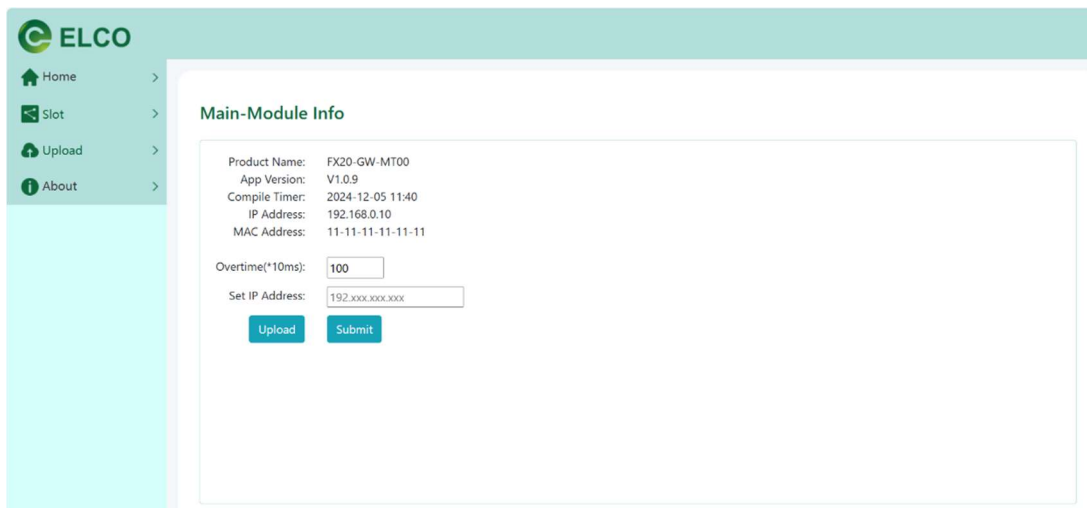 ELCO
Home
Slot
Upload
About
Main-Module Info
Product Name: FX20-GW-MT00
App Version: V1.0.9
Compile Timer: 2024-12-05 11:40
IP Address: 192.168.0.10
MAC Address: 11-11-11-11-11-11
Overtime(*10ms): 100
Set IP Address: 192.xxx.xxx.xxx
Upload Submit